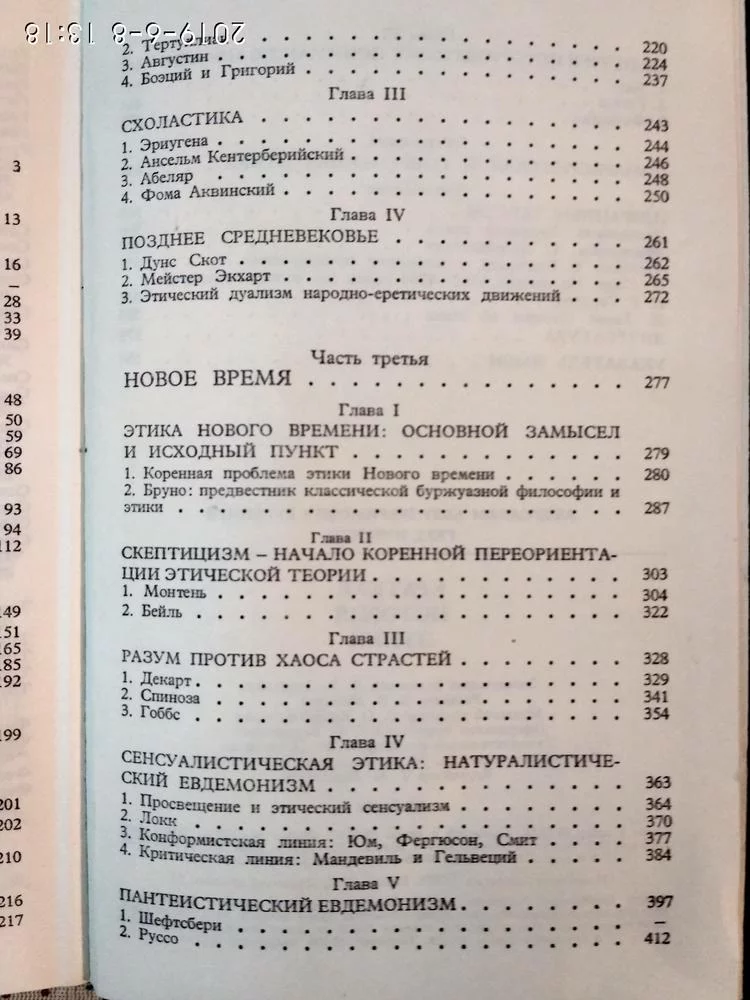 2019-6-8 13:18
3
13
16
–
28
33
39
48
50
59
69
86
93
94
112
149
151
165
185
192
199
201
202
210
216
217
2. Тертуллиан . . . 220
3. Августин . . . 224
4. Боэций и Григорий . . . 237
Глава III
СХОЛАСТИКА . . . 243
1. Эриугена . . . 244
2. Ансельм Кентерберийский . . . 246
3. Абеляр . . . 248
4. Фома Аквинский . . . 250
Глава IV
ПОЗДНЕЕ СРЕДНЕВЕКОВЬЕ . . . 261
1. Дунс Скот . . . 262
2. Мейстер Экхарт . . . 265
3. Этический дуализм народно-еретических движений . . . 272
Часть третья
НОВОЕ ВРЕМЯ . . . 277
Глава I
ЭТИКА НОВОГО ВРЕМЕНИ: ОСНОВНОЙ ЗАМЫСЕЛ
И ИСХОДНЫЙ ПУНКТ . . . 279
1. Коренная проблема этики Нового времени . . . 280
2. Бруно: предвестник классической буржуазной философии и
этики . . . 287
Глава II
СКЕПТИЦИЗМ – НАЧАЛО КОРЕННОЙ ПЕРЕОРИЕНТА-
ЦИИ ЭТИЧЕСКОЙ ТЕОРИИ . . . 303
1. Монтень . . . 304
2. Бейль . . . 322
Глава III
РАЗУМ ПРОТИВ ХАОСА СТРАСТЕЙ . . . 328
1. Декарт . . . 329
2. Спиноза . . . 341
3. Гоббс . . . 354
Глава IV
СЕНСУАЛИСТИЧЕСКАЯ ЭТИКА: НАТУРАЛИСТИЧЕ-
СКИЙ ЕВДЕМОНИЗМ . . . 363
1. Просвещение и этический сенсуализм . . . 364
2. Локк . . . 370
3. Конформистская линия: Юм, Фергюсон, Смит . . . 377
4. Критическая линия: Мандевиль и Гельвеций . . . 384
Глава V
ПАНТЕИСТИЧЕСКИЙ ЕВДЕМОНИЗМ . . . 397
1. Шефтсбери . . . –
2. Руссо . . . 412